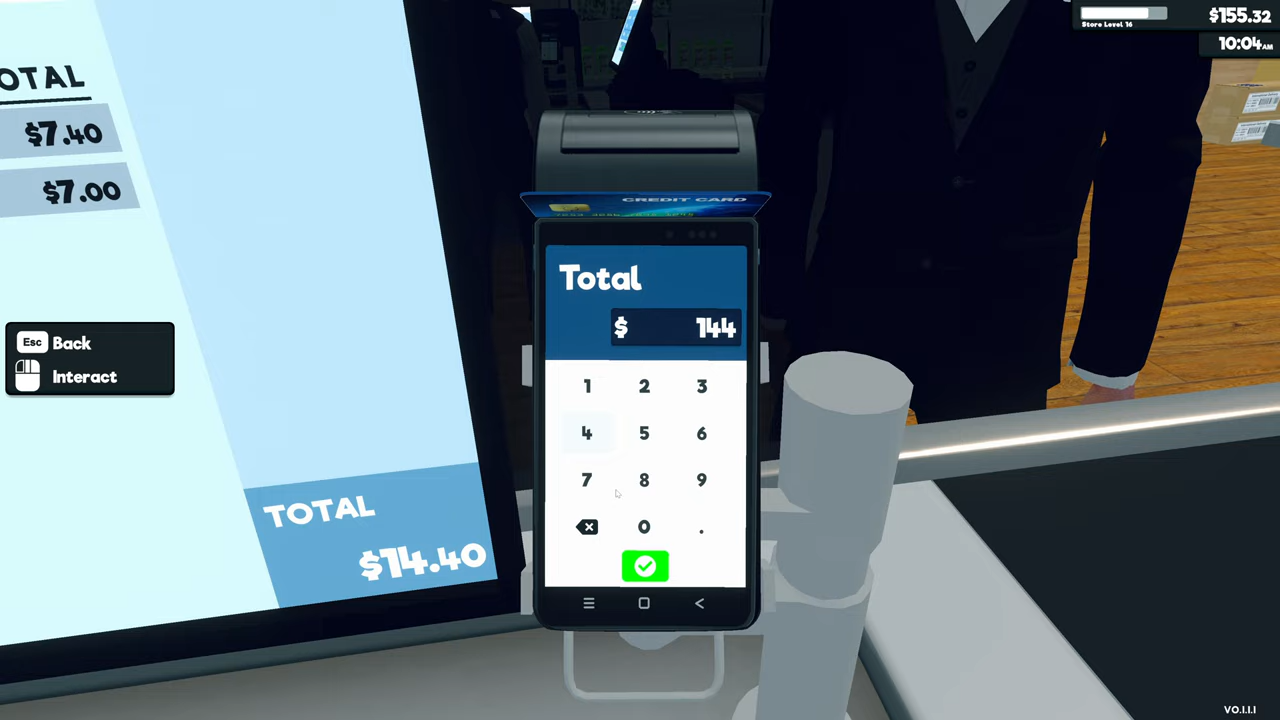 OTAL
$7.40
$7.00
TOTAL
$14.40
Esc Back
Interact
CREDIT CARD
Total
$ 144
1 2 3
4 5 6
7 8 9
0 .
$155.32
Store Level 16
10:04AM
V0.1.1.1